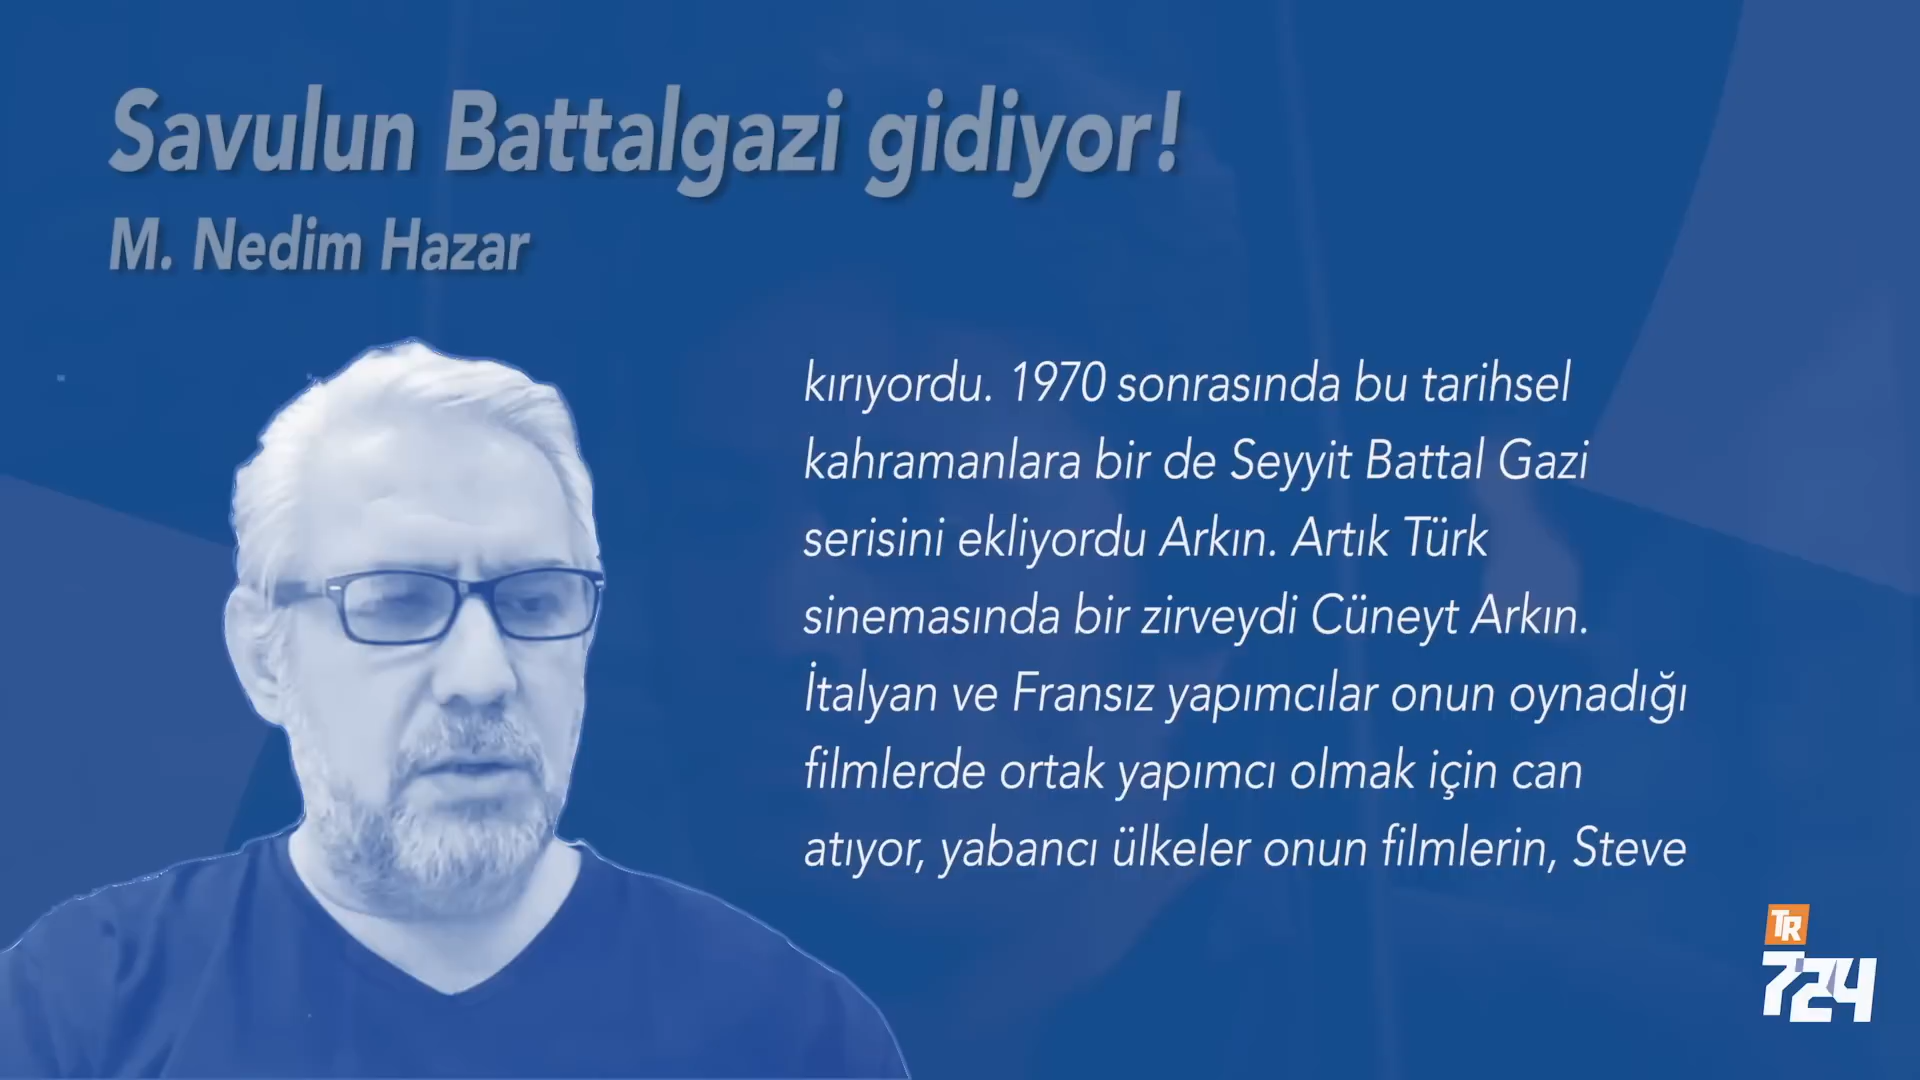 Savulun Battalgazi gidiyor!
M. Nedim Hazar
kırıyordu. 1970 sonrasında bu tarihsel
kahramanlara bir de Seyyit Battal Gazi
serisini ekliyordu Arkın. Artık Türk
sinemasında bir zirveydi Cüneyt Arkın.
İtalyan ve Fransız yapımcılar onun oynadığı
filmlerde ortak yapımcı olmak için can
atıyor, yabancı ülkeler onun filmlerin, Steve
TR
724